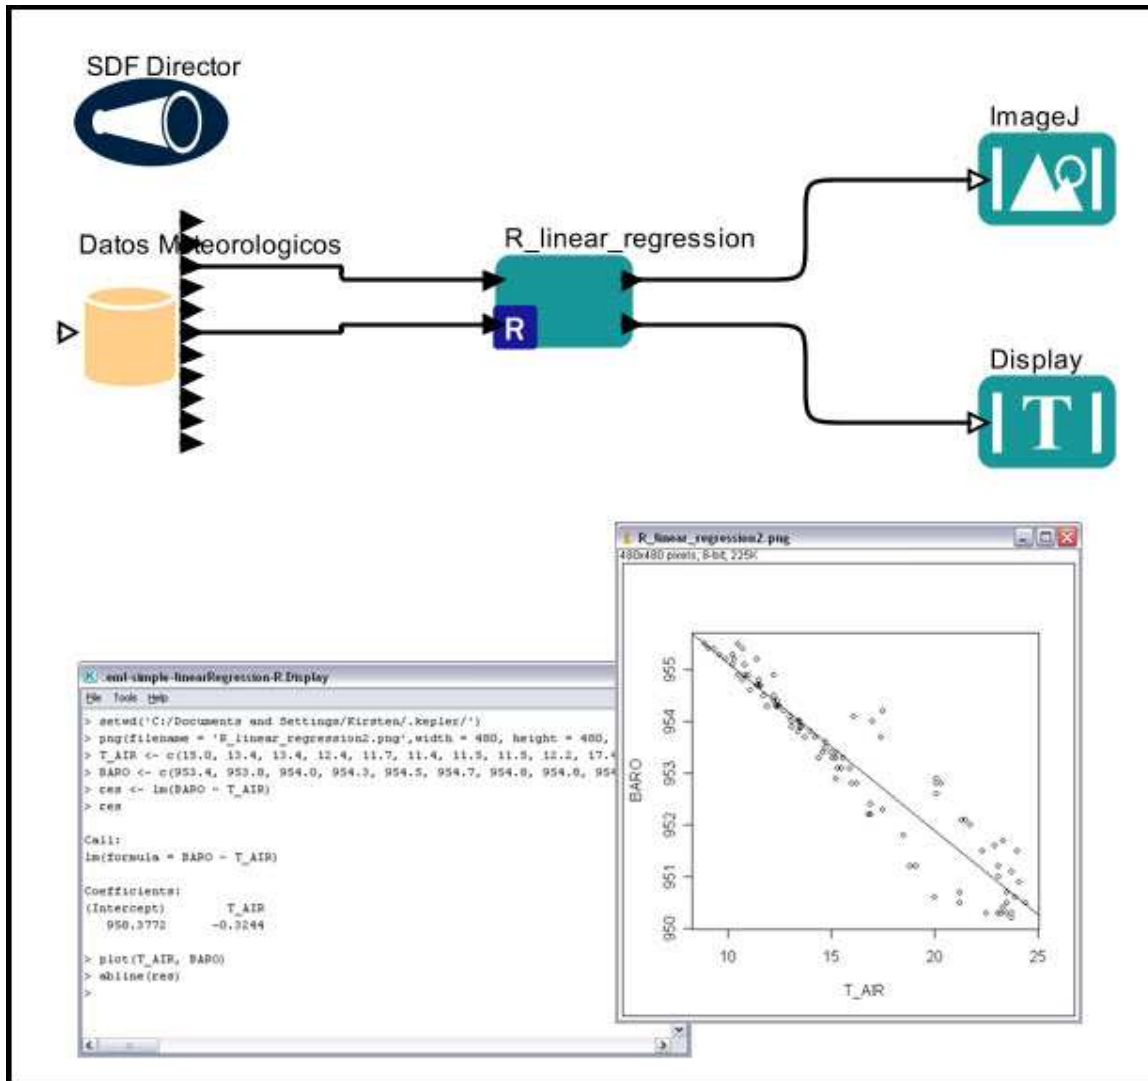 SDF Director
ImageJ
Datos Meteorologicos
R_linear_regression
R
Display
T
R_linear_regression2.png
480x480 pixels; 8-bit; 225K
955
954
953
952
951
950
BARO
10 15 20 25
T_AIR
.eml-simple-linearRegression-R.Display
File Tools Help
> setwd('C:/Documents and Settings/Kirsten/.kepler/')
> png(filename = 'R_linear_regression2.png',width = 480, height = 480,
> T_AIR <- c(15.0, 13.4, 13.4, 12.4, 11.7, 11.4, 11.5, 11.5, 12.2, 17.4
> BARO <- c(953.4, 953.8, 954.0, 954.3, 954.5, 954.7, 954.8, 954.8, 954
> res <- lm(BARO ~ T_AIR)
> res
Call:
lm(formula = BARO ~ T_AIR)
Coefficients:
(Intercept) T_AIR
958.3772 -0.3244
> plot(T_AIR, BARO)
> abline(res)
>